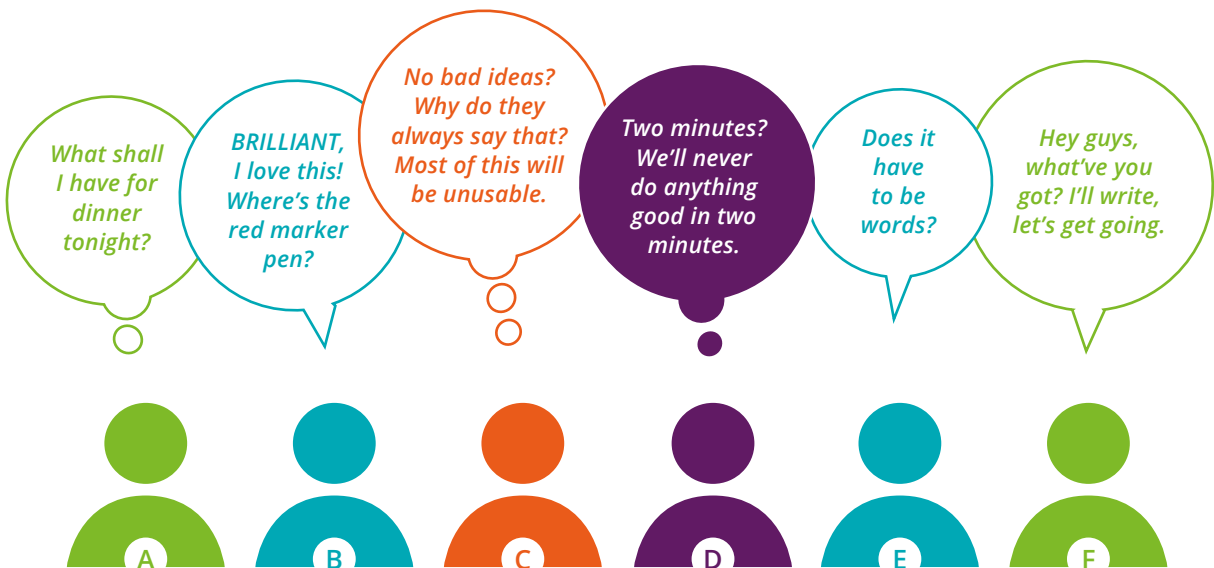 What shall
I have for
dinner
tonight?
BRILLIANT,
I love this!
Where’s the
red marker
pen?
No bad ideas?
Why do they
always say that?
Most of this will
be unusable.
Two minutes?
We’ll never
do anything
good in two
minutes.
Does it
have
to be
words?
Hey guys,
what’ve you
got? I’ll write,
let’s get going.
A
B
C
D
E
F